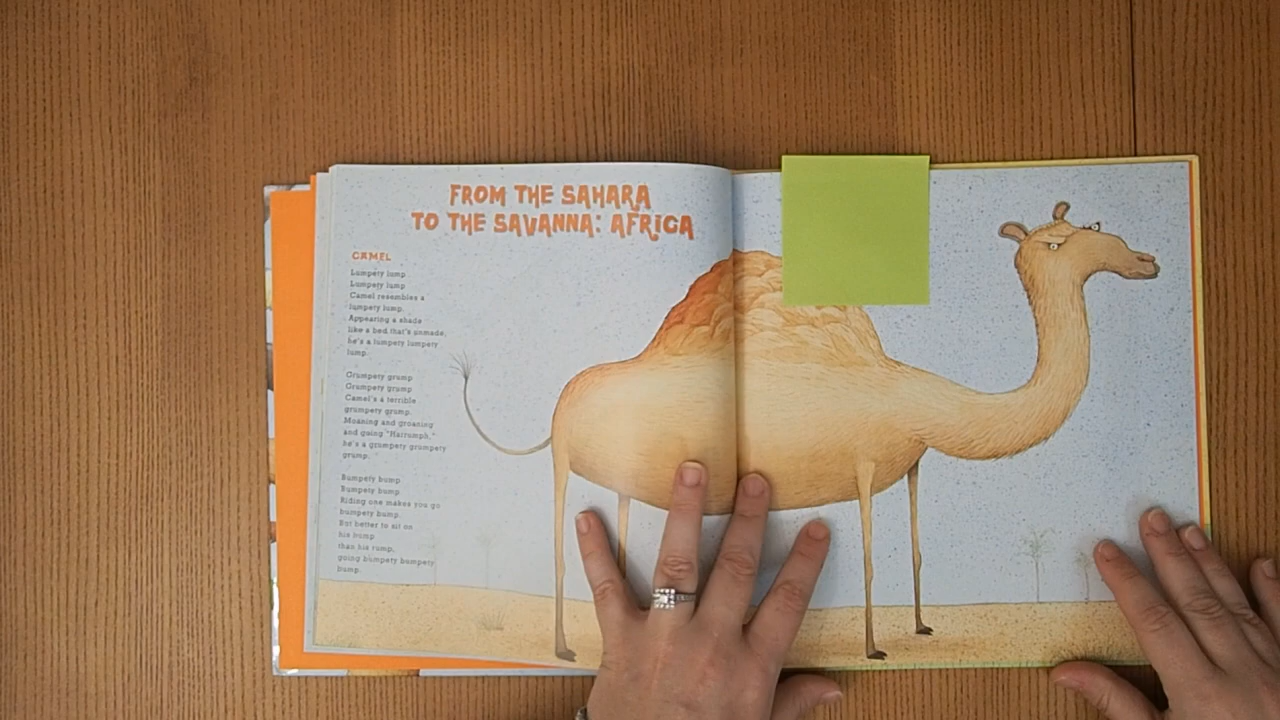 FROM THE SAHARA
TO THE SAVANNA: AFRICA
CAMEL
Lumpety lump
Lumpety lump
Camel resembles a
lumpety lump.
Appearing a shade
like a bed that's unmade,
he's a lumpety lumpety
lump.
Grumpety grump
Grumpety grump
Camel's a terrible
grumpety grump.
Moaning and groaning
and going "Harrumph,"
he's a grumpety grumpety
grump.
Bumpety bump
Bumpety bump
Riding one makes you go
bumpety bump.
But better to sit on
his hump
than his rump,
going bumpety bumpety
bump.